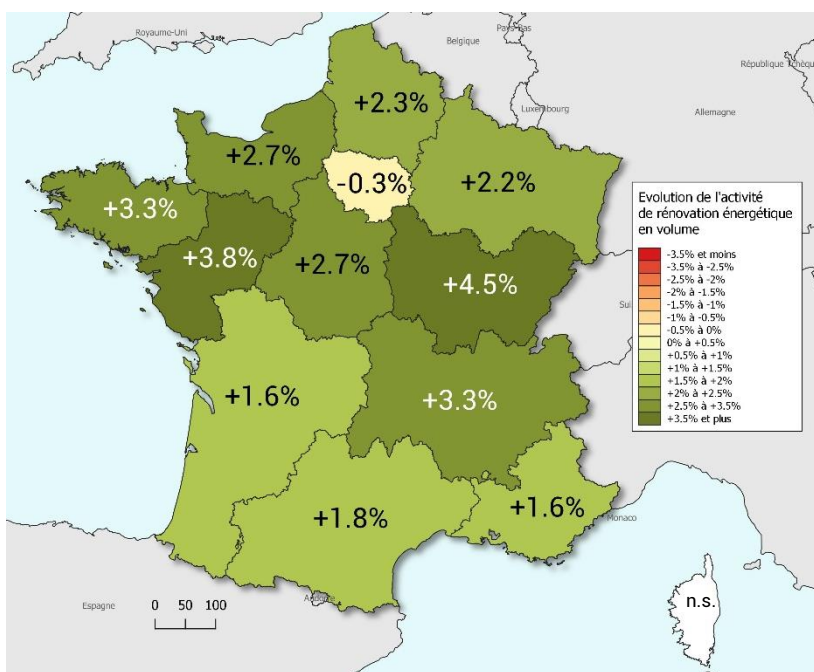 Royaume-Uni
Pays-Bas
Belgique
République Tchèque
Luxembourg
Allemagne
+2.3%
+2.7%
-0.3%
+2.2%
+3.3%
+3.8%
+2.7%
+4.5%
Evolution de l'activité
de rénovation énergétique
en volume
-3.5% et moins
-3.5% à -2.5%
-2.5% à -2%
-2% à -1.5%
-1.5% à -1%
-1% à -0.5%
-0.5% à 0%
0% à +0.5%
+0.5% à +1%
+1% à +1.5%
+1.5% à +2%
+2% à +2.5%
+2.5% à +3.5%
+3.5% et plus
Sui
+1.6%
+3.3%
+1.8%
+1.6%
Monaco
Andorre
Espagne
0 50 100
n.s.